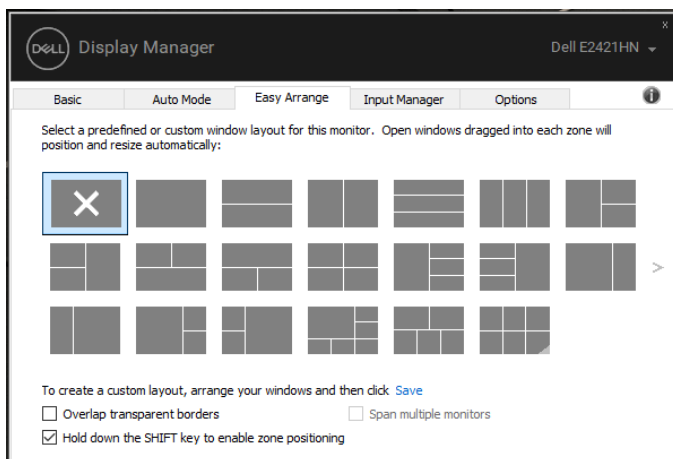 DELL Display Manager
Dell E2421HN
Basic
Auto Mode
Easy Arrange
Input Manager
Options
Select a predefined or custom window layout for this monitor. Open windows dragged into each zone will
position and resize automatically:
To create a custom layout, arrange your windows and then click Save
Overlap transparent borders
Span multiple monitors
Hold down the SHIFT key to enable zone positioning